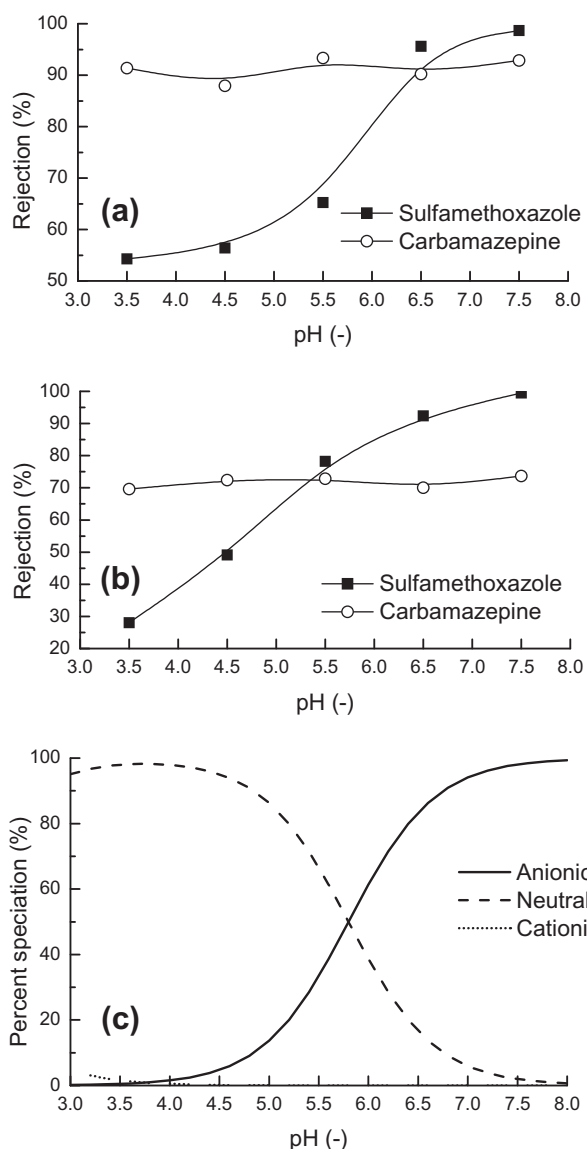 100
90
80
70
60
50
Rejection (%)
(a)
Sulfamethoxazole
Carbamazepine
3.0 3.5 4.0 4.5 5.0 5.5 6.0 6.5 7.0 7.5 8.0
pH (-)
100
90
80
70
60
50
40
30
20
Rejection (%)
(b)
Sulfamethoxazole
Carbamazepine
3.0 3.5 4.0 4.5 5.0 5.5 6.0 6.5 7.0 7.5 8.0
pH (-)
100
80
60
40
20
0
Percent speciation (%)
(c)
Anionic
Neutral
Cationi
3.0 3.5 4.0 4.5 5.0 5.5 6.0 6.5 7.0 7.5 8.0
pH (-)